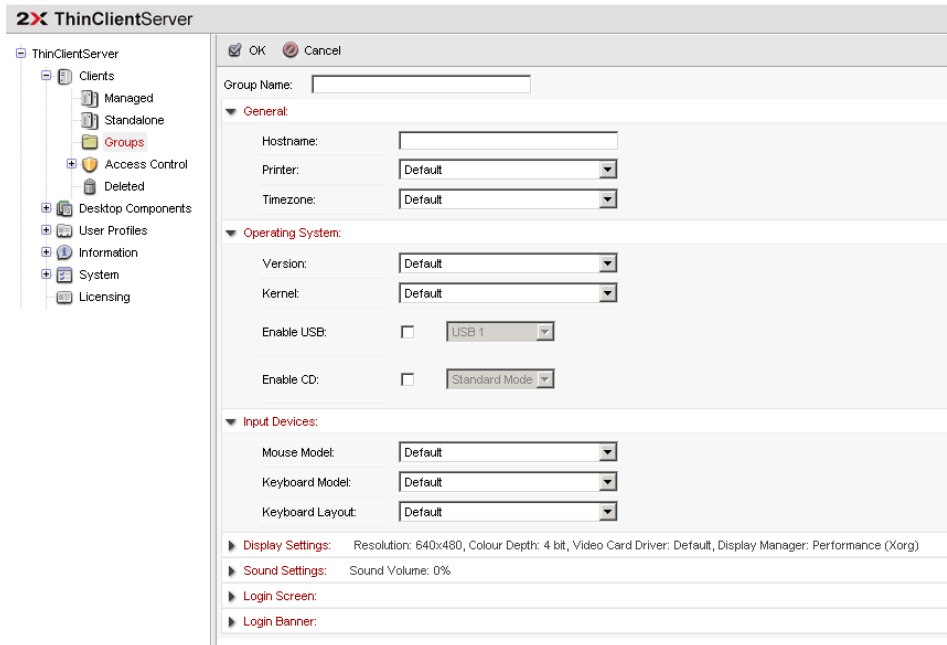 2X ThinClientServer
ThinClientServer
Clients
Managed
Standalone
Groups
Access Control
Deleted
Desktop Components
User Profiles
Information
System
Licensing
OK Cancel
Group Name:
General:
Hostname:
Printer: Default
Timezone: Default
Operating System:
Version: Default
Kernel: Default
Enable USB: USB 1
Enable CD: Standard Mode
Input Devices:
Mouse Model: Default
Keyboard Model: Default
Keyboard Layout: Default
Display Settings: Resolution: 640x480, Colour Depth: 4 bit, Video Card Driver: Default, Display Manager: Performance (Xorg)
Sound Settings: Sound Volume: 0%
Login Screen:
Login Banner: